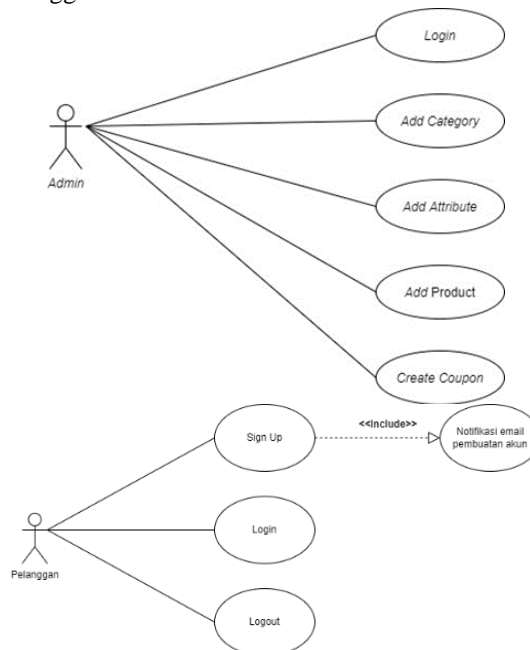 Login
Add Category
Admin
Add Attribute
Add Product
Create Coupon
<<Include>>
Sign Up
Notifikasi email
pembuatan akun
Login
Pelanggan
Logout